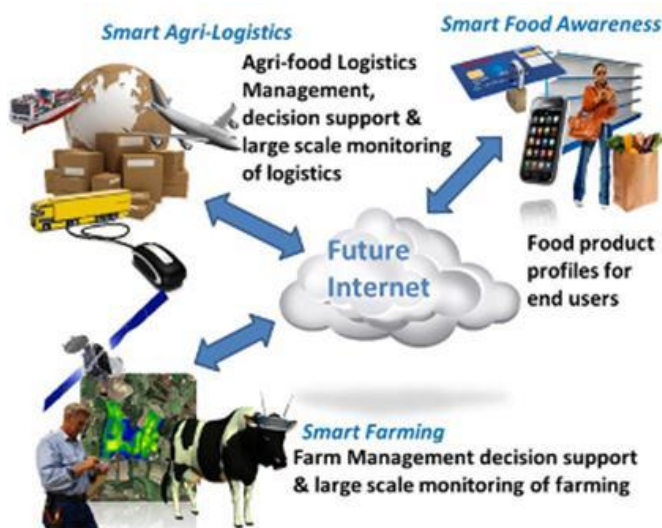 Smart Agri-Logistics
Agri-food Logistics
Management,
decision support &
large scale monitoring
of logistics
Smart Food Awareness
Future
Internet
Food product
profiles for
end users
Smart Farming
Farm Management decision support
& large scale monitoring of farming